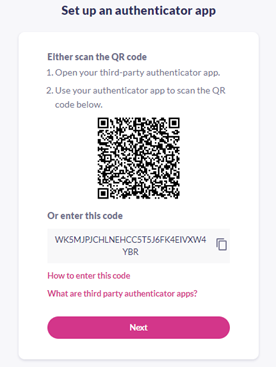 Set up an authenticator app
Either scan the QR code
1. Open your third-party authenticator app.
2. Use your authenticator app to scan the QR
code below.
Or enter this code
WK5MJPJCHLNEHCC5T5J6FK4EIVXW4
YBR
How to enter this code
What are third party authenticator apps?
Next